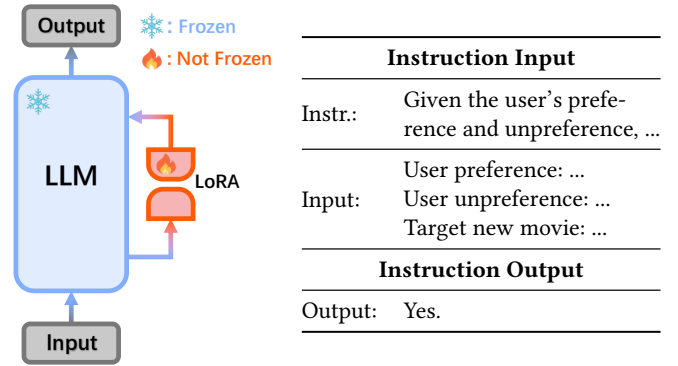 Output
: Frozen
: Not Frozen
LLM
LoRA
Input
Instruction Input
Instr.: Given the user's prefe-
rence and unpreference, ...
User preference: ...
Input: User unpreference: ...
Target new movie: ...
Instruction Output
Output: Yes.